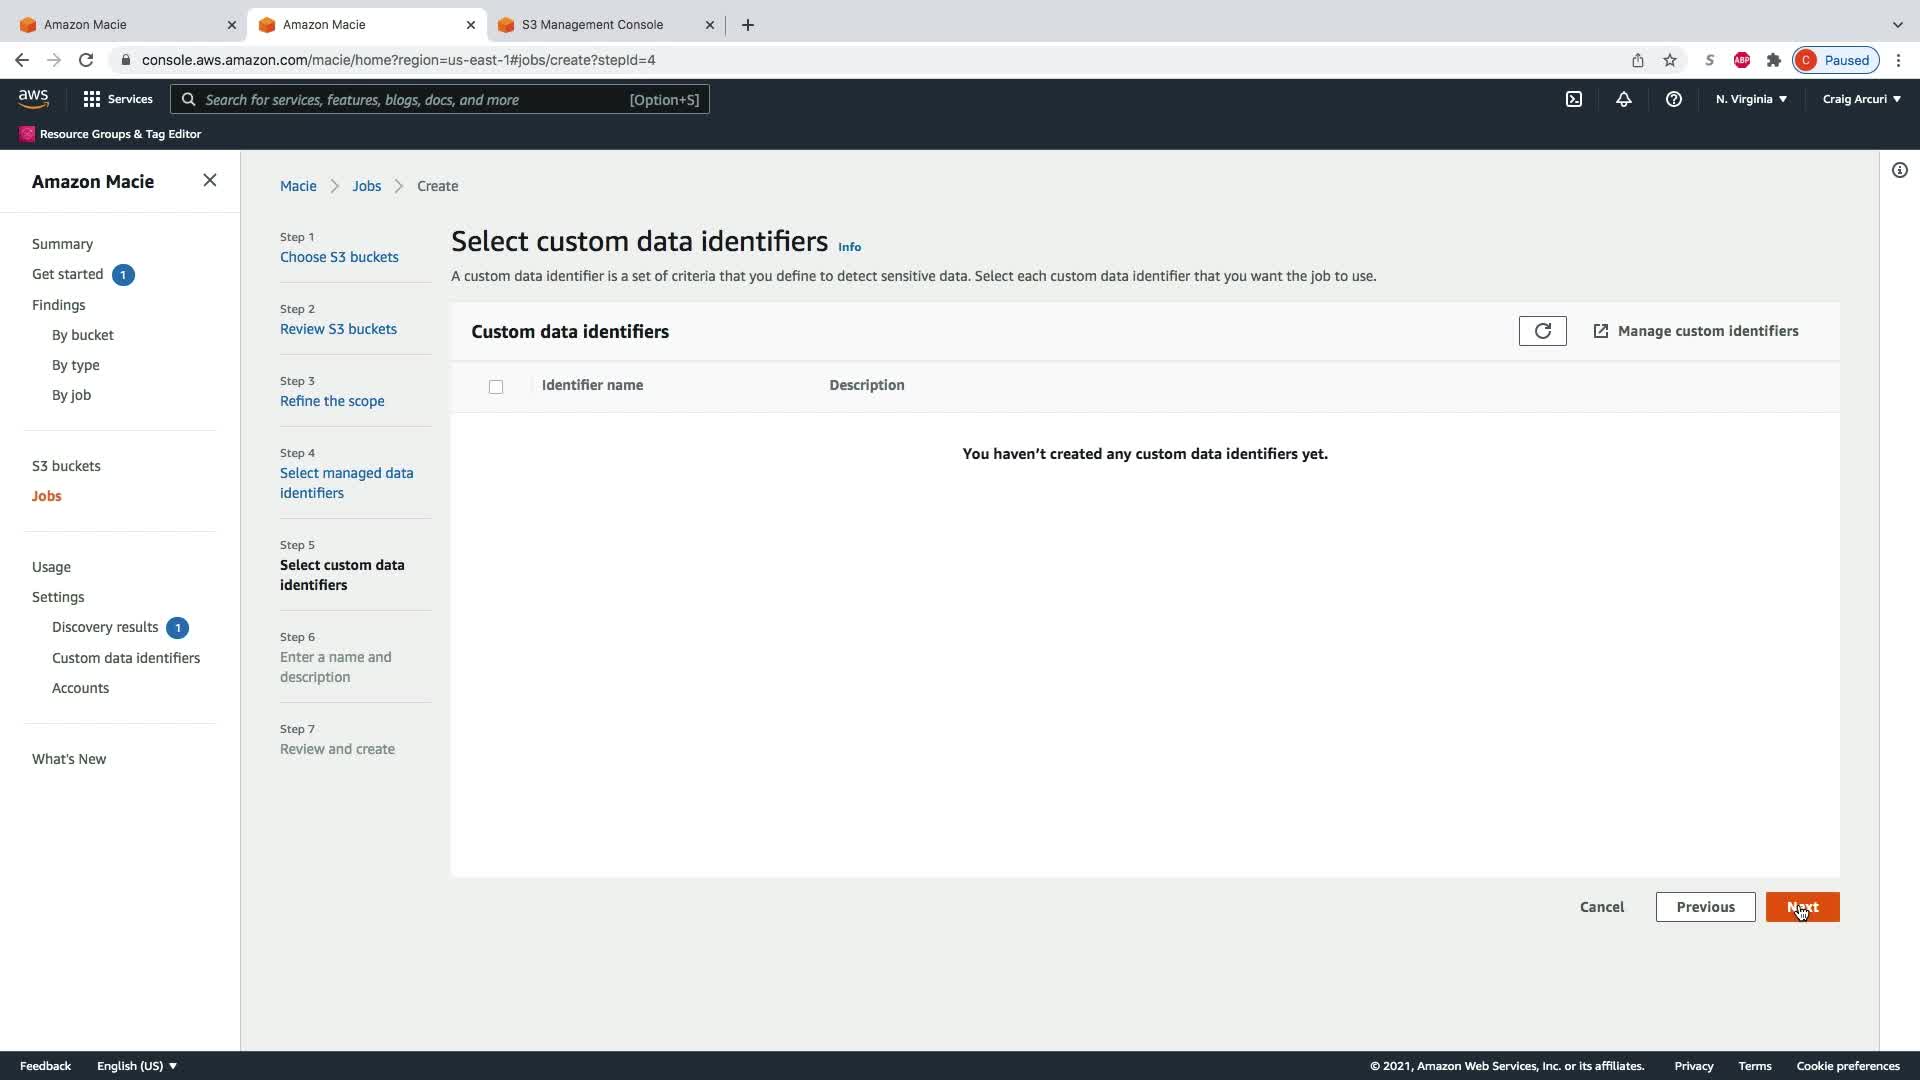 Amazon Macie
Amazon Macie
S3 Management Console
console.aws.amazon.com/macie/home?region=us-east-1#jobs/create?stepId=4
S
ABP
C
Paused
aws
Services
Search for services, features, blogs, docs, and more
[Option+S]
N. Virginia
Craig Arcuri
Resource Groups & Tag Editor
Amazon Macie
Summary
Get started 1
Findings
By bucket
By type
By job
S3 buckets
Jobs
Usage
Settings
Discovery results 1
Custom data identifiers
Accounts
What's New
Macie
Jobs
Create
Step 1
Choose S3 buckets
Step 2
Review S3 buckets
Step 3
Refine the scope
Step 4
Select managed data
identifiers
Step 5
Select custom data
identifiers
Step 6
Enter a name and
description
Step 7
Review and create
Select custom data identifiers Info
A custom data identifier is a set of criteria that you define to detect sensitive data. Select each custom data identifier that you want the job to use.
Custom data identifiers
Manage custom identifiers
Identifier name
Description
You haven't created any custom data identifiers yet.
Cancel
Previous
Next
Feedback
English (US)
© 2021, Amazon Web Services, Inc. or its affiliates.
Privacy
Terms
Cookie preferences